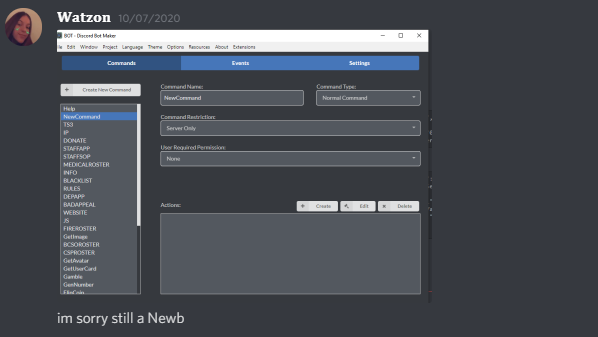 Watzon 10/07/2020
BOT - Discord Bot Maker
le Edit Window Project Language Theme Options Resources About Extensions
Commands Events Settings
+ Create New Command
Command Name: Command Type:
NewCommand Normal Command
Command Restriction:
Server Only
User Required Permission:
None
Actions: + Create Edit Delete
Help
NewCommand
TS3
IP
DONATE
STAFFAPP
STAFFSOP
MEDICALROSTER
INFO
BLACKLIST
RULES
DEPAPP
BADAPPEAL
WEBSITE
JS
FIREROSTER
GetImage
BCSOROSTER
CSPROSTER
GetAvatar
GetUserCard
Gamble
GenNumber
FlipCoin
im sorry still a Newb